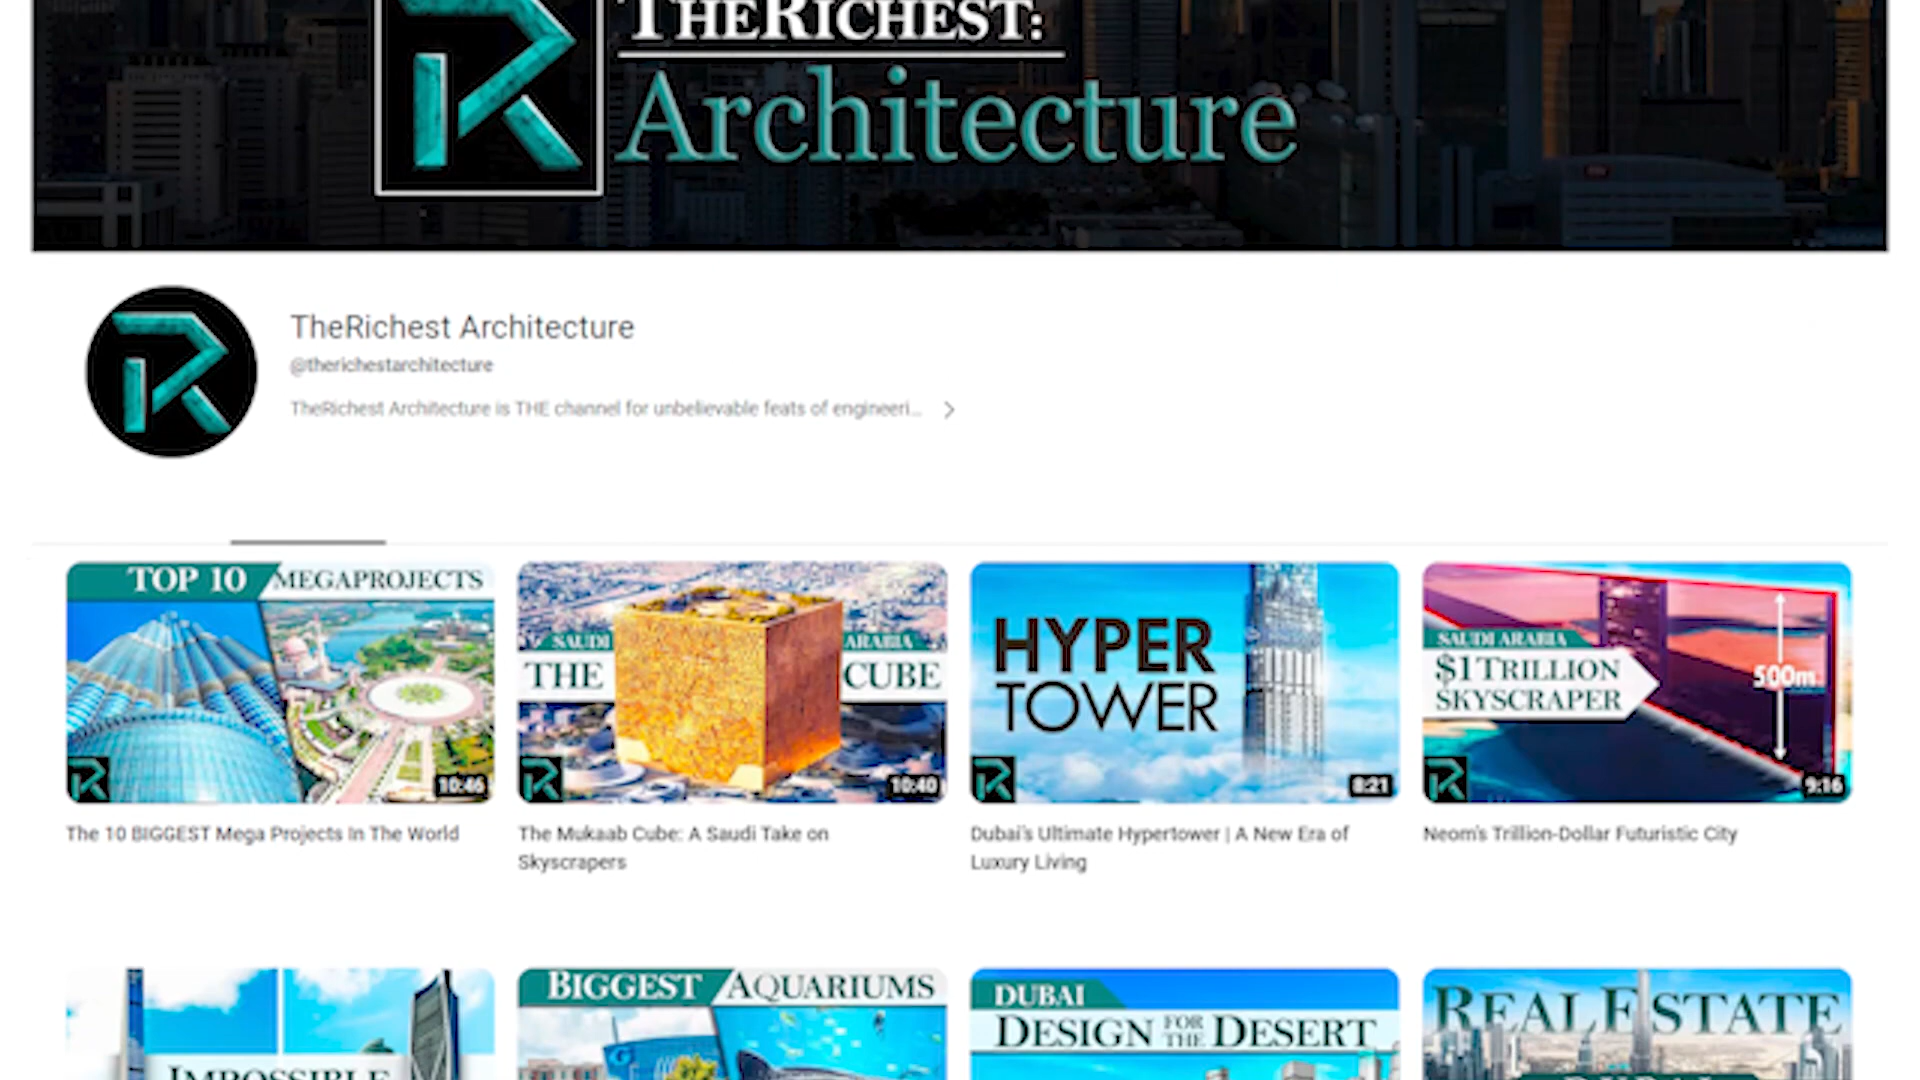 THERICHEST:
Architecture
TheRichest Architecture
@therichestarchitecture
TheRichest Architecture is THE channel for unbelievable feats of engineeri...
TOP 10 MEGAPROJECTS
10:46
The 10 BIGGEST Mega Projects In The World
SAUDI ARABIA
THE CUBE
10:40
The Mukaab Cube: A Saudi Take on
Skyscrapers
HYPER
TOWER
8:21
Dubai's Ultimate Hypertower | A New Era of
Luxury Living
SAUDI ARABIA
$1 TRILLION
SKYSCRAPER
500m
9:16
Neom's Trillion-Dollar Futuristic City
IMPOSSIBLE
BIGGEST AQUARIUMS
DUBAI
DESIGN FOR THE DESERT
REAL ESTATE
DUBAI